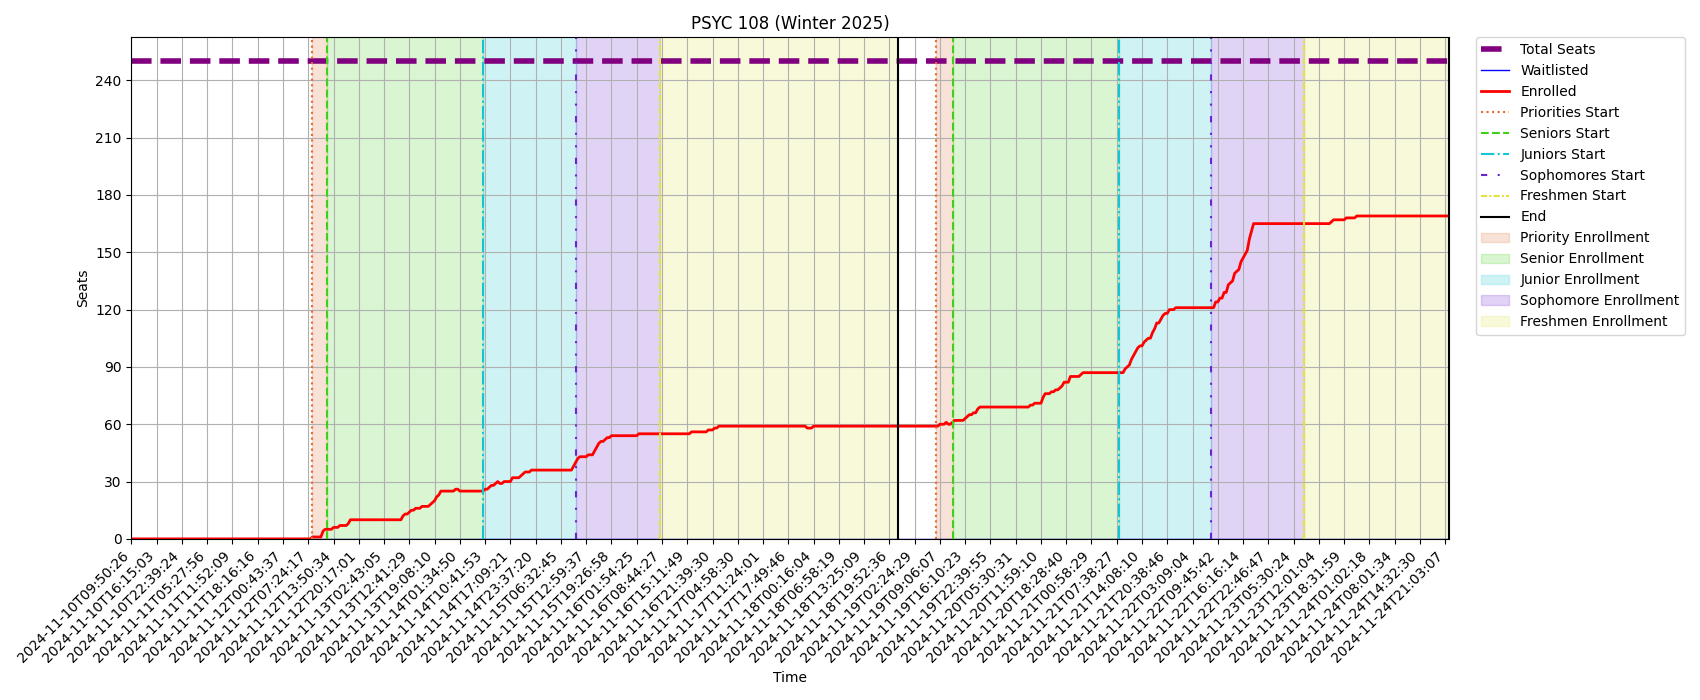 PSYC 108 (Winter 2025)
Seats
240
210
180
150
120
90
60
30
0
2024-11-10T09:50:26
2024-11-10T16:15:03
2024-11-10T22:39:24
2024-11-11T05:27:56
2024-11-11T11:52:09
2024-11-11T18:16:16
2024-11-12T00:43:37
2024-11-12T07:24:17
2024-11-12T13:50:34
2024-11-12T20:17:01
2024-11-13T02:43:05
2024-11-13T12:41:29
2024-11-13T19:08:10
2024-11-14T01:34:50
2024-11-14T10:41:53
2024-11-14T17:09:21
2024-11-14T23:37:20
2024-11-15T06:32:45
2024-11-15T12:59:37
2024-11-15T19:26:58
2024-11-16T01:54:25
2024-11-16T08:44:27
2024-11-16T15:11:49
2024-11-16T21:39:30
2024-11-17T04:58:30
2024-11-17T11:24:01
2024-11-17T17:49:46
2024-11-18T00:16:04
2024-11-18T06:58:19
2024-11-18T13:25:09
2024-11-18T19:52:36
2024-11-19T02:24:29
2024-11-19T09:06:07
2024-11-19T16:10:23
2024-11-19T22:39:55
2024-11-20T05:30:31
2024-11-20T11:59:10
2024-11-20T18:28:40
2024-11-21T00:58:29
2024-11-21T07:38:27
2024-11-21T14:08:10
2024-11-21T20:38:46
2024-11-22T03:09:04
2024-11-22T09:45:42
2024-11-22T16:16:14
2024-11-22T22:46:47
2024-11-23T05:30:24
2024-11-23T12:01:04
2024-11-23T18:31:59
2024-11-24T01:02:18
2024-11-24T08:01:34
2024-11-24T14:32:30
2024-11-24T21:03:07
Time
Total Seats
Waitlisted
Enrolled
Priorities Start
Seniors Start
Juniors Start
Sophomores Start
Freshmen Start
End
Priority Enrollment
Senior Enrollment
Junior Enrollment
Sophomore Enrollment
Freshmen Enrollment